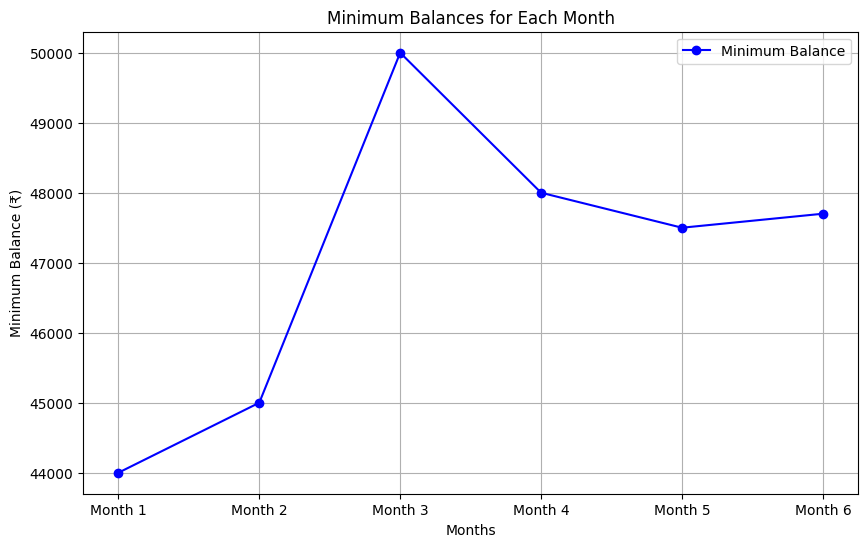 Minimum Balances for Each Month
Minimum Balance
50000
49000
48000
47000
46000
45000
44000
Minimum Balance (₹)
Month 1 Month 2 Month 3 Month 4 Month 5 Month 6
Months